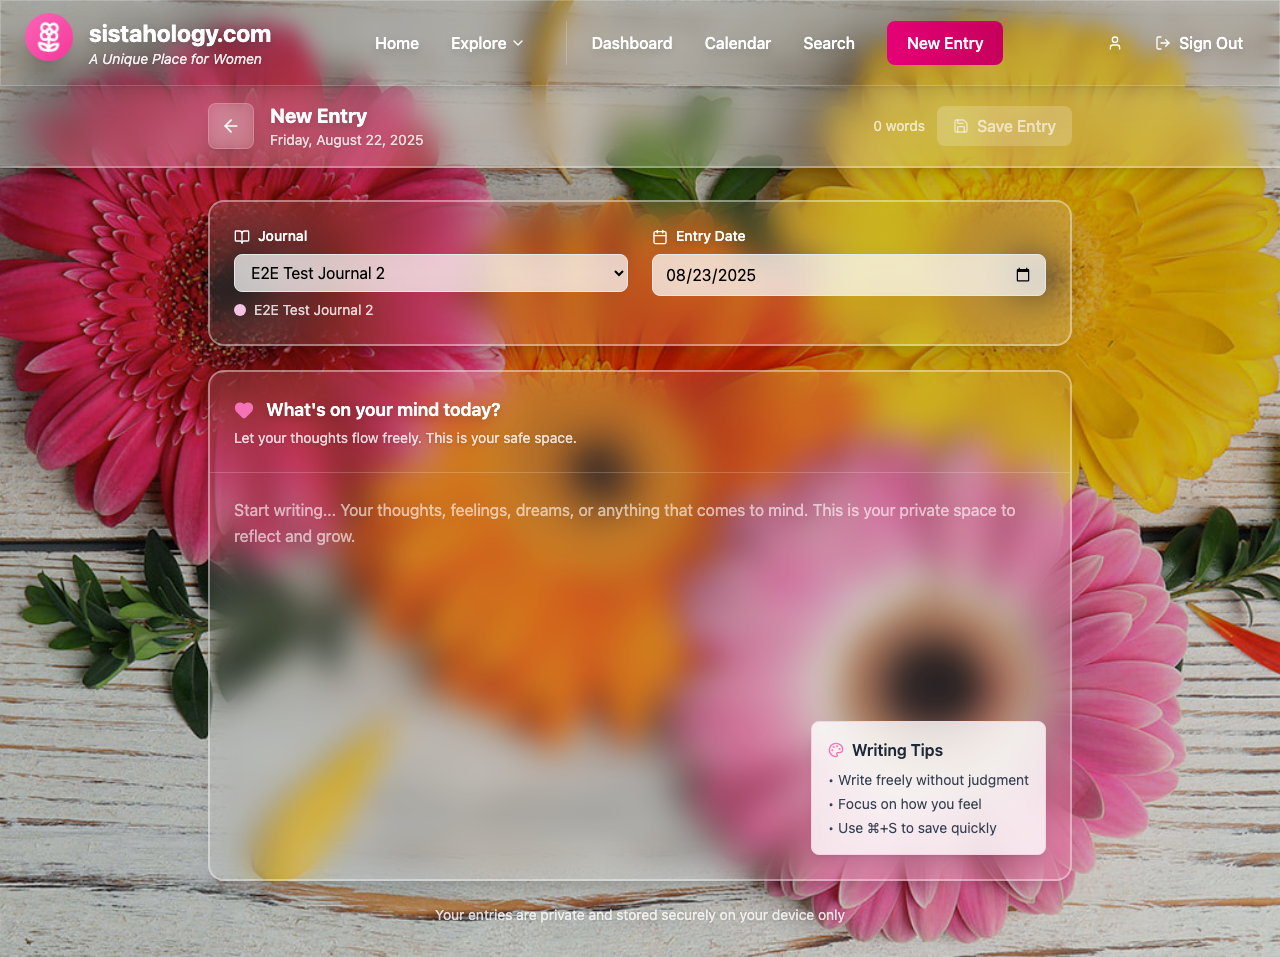 sistahology.com
A Unique Place for Women
Home
Explore
Dashboard
Calendar
Search
New Entry
Sign Out
New Entry
Friday, August 22, 2025
0 words
Save Entry
Journal
E2E Test Journal 2
E2E Test Journal 2
Entry Date
08/23/2025
What's on your mind today?
Let your thoughts flow freely. This is your safe space.
Start writing... Your thoughts, feelings, dreams, or anything that comes to mind. This is your private space to
reflect and grow.
Writing Tips
• Write freely without judgment
• Focus on how you feel
• Use ⌘+S to save quickly
Your entries are private and stored securely on your device only